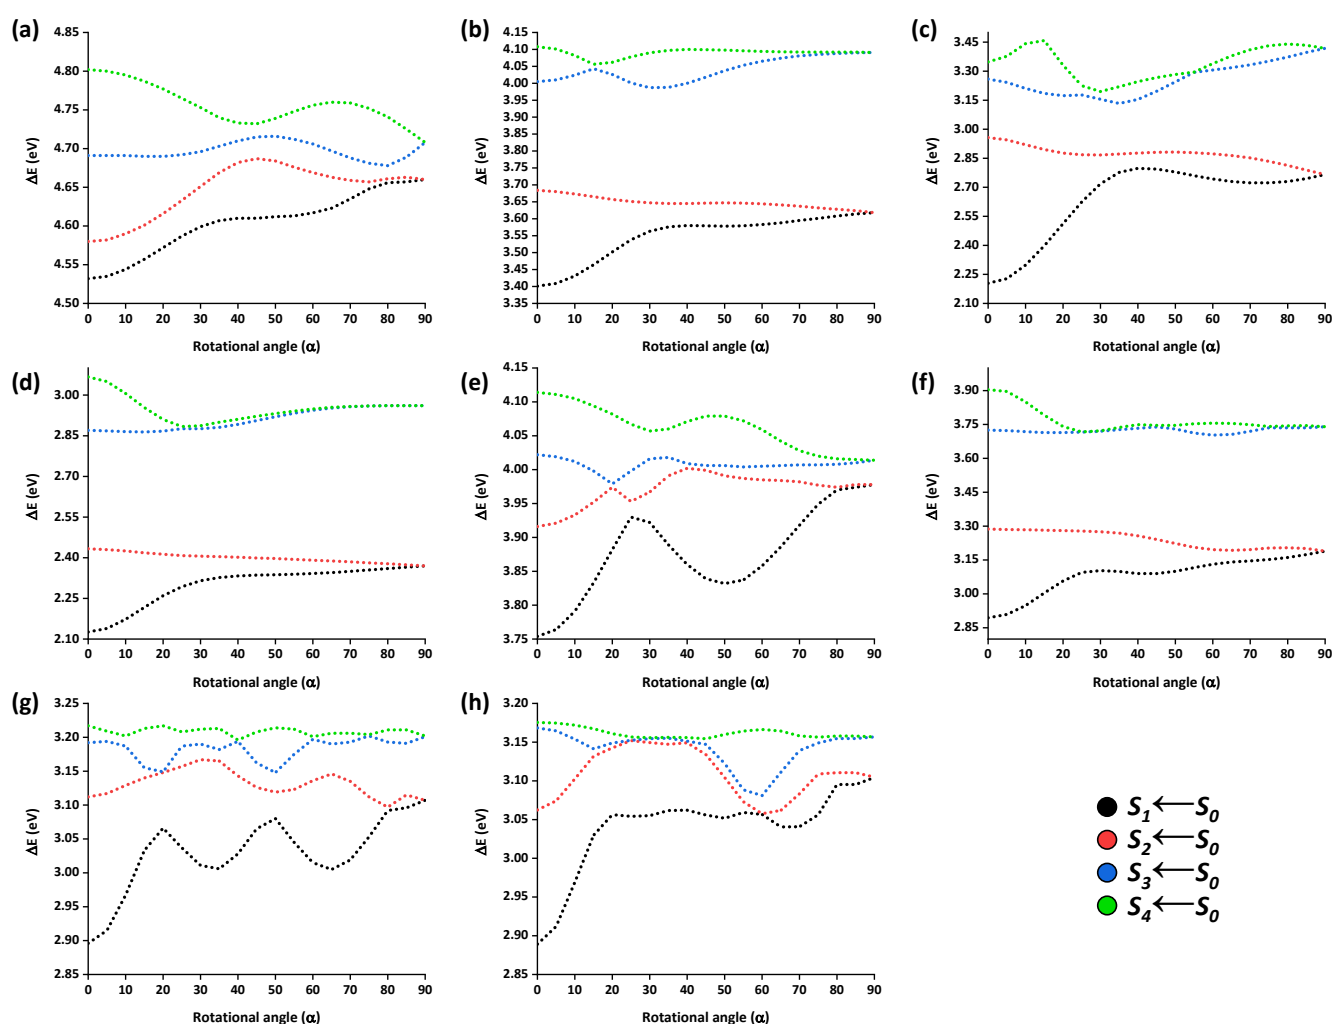 (a)
4.85
4.80
4.75
4.70
4.65
4.60
4.55
4.50
ΔE (eV)
0 10 20 30 40 50 60 70 80 90
Rotational angle (α)
(b)
4.15
4.10
4.05
4.00
3.95
3.90
3.85
3.80
3.75
3.70
3.65
3.60
3.55
3.50
3.45
3.40
3.35
ΔE (eV)
0 10 20 30 40 50 60 70 80 90
Rotational angle (α)
(c)
3.45
3.30
3.15
3.00
2.85
2.70
2.55
2.40
2.25
2.10
ΔE (eV)
0 10 20 30 40 50 60 70 80 90
Rotational angle (α)
(d)
3.00
2.85
2.70
2.55
2.40
2.25
2.10
ΔE (eV)
0 10 20 30 40 50 60 70 80 90
Rotational angle (α)
(e)
4.15
4.10
4.05
4.00
3.95
3.90
3.85
3.80
3.75
ΔE (eV)
0 10 20 30 40 50 60 70 80 90
Rotational angle (α)
(f)
3.90
3.75
3.60
3.45
3.30
3.15
3.00
2.85
ΔE (eV)
0 10 20 30 40 50 60 70 80 90
Rotational angle (α)
(g)
3.25
3.20
3.15
3.10
3.05
3.00
2.95
2.90
2.85
ΔE (eV)
0 10 20 30 40 50 60 70 80 90
Rotational angle (α)
(h)
3.20
3.15
3.10
3.05
3.00
2.95
2.90
2.85
ΔE (eV)
0 10 20 30 40 50 60 70 80 90
Rotational angle (α)
S₁⟵S₀
S₂⟵S₀
S₃⟵S₀
S₄⟵S₀